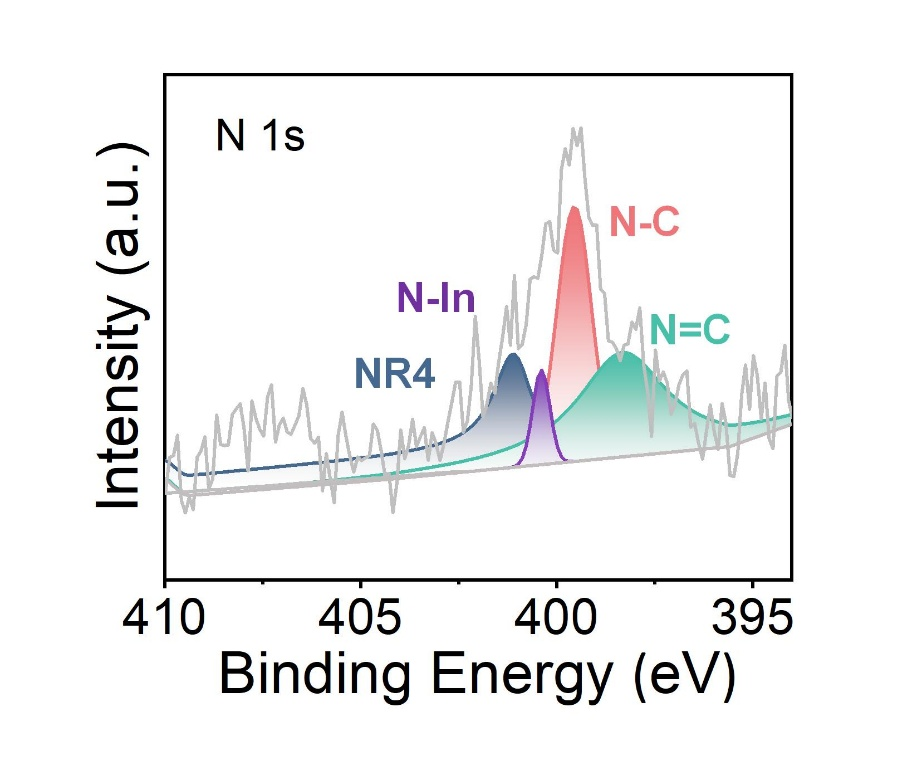 N 1s
N-C
N-In
N=C
NR4
Intensity (a.u.)
410 405 400 395
Binding Energy (eV)